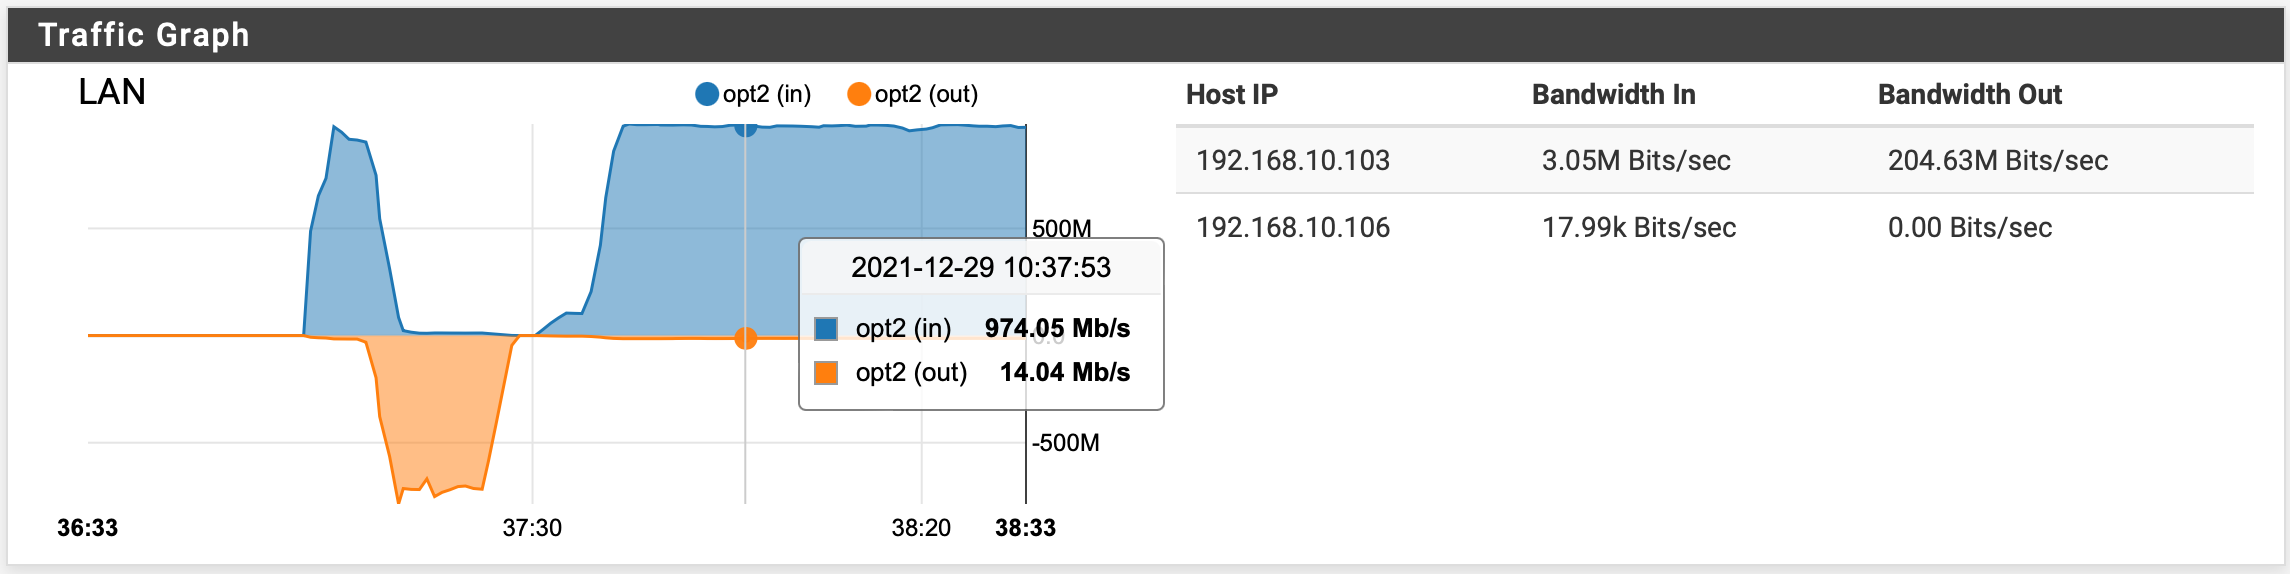 Traffic Graph
LAN
opt2 (in) opt2 (out)
500M
0.0
-500M
36:33 37:30 38:20 38:33
2021-12-29 10:37:53
opt2 (in) 974.05 Mb/s
opt2 (out) 14.04 Mb/s
Host IP Bandwidth In Bandwidth Out
192.168.10.103 3.05M Bits/sec 204.63M Bits/sec
192.168.10.106 17.99k Bits/sec 0.00 Bits/sec